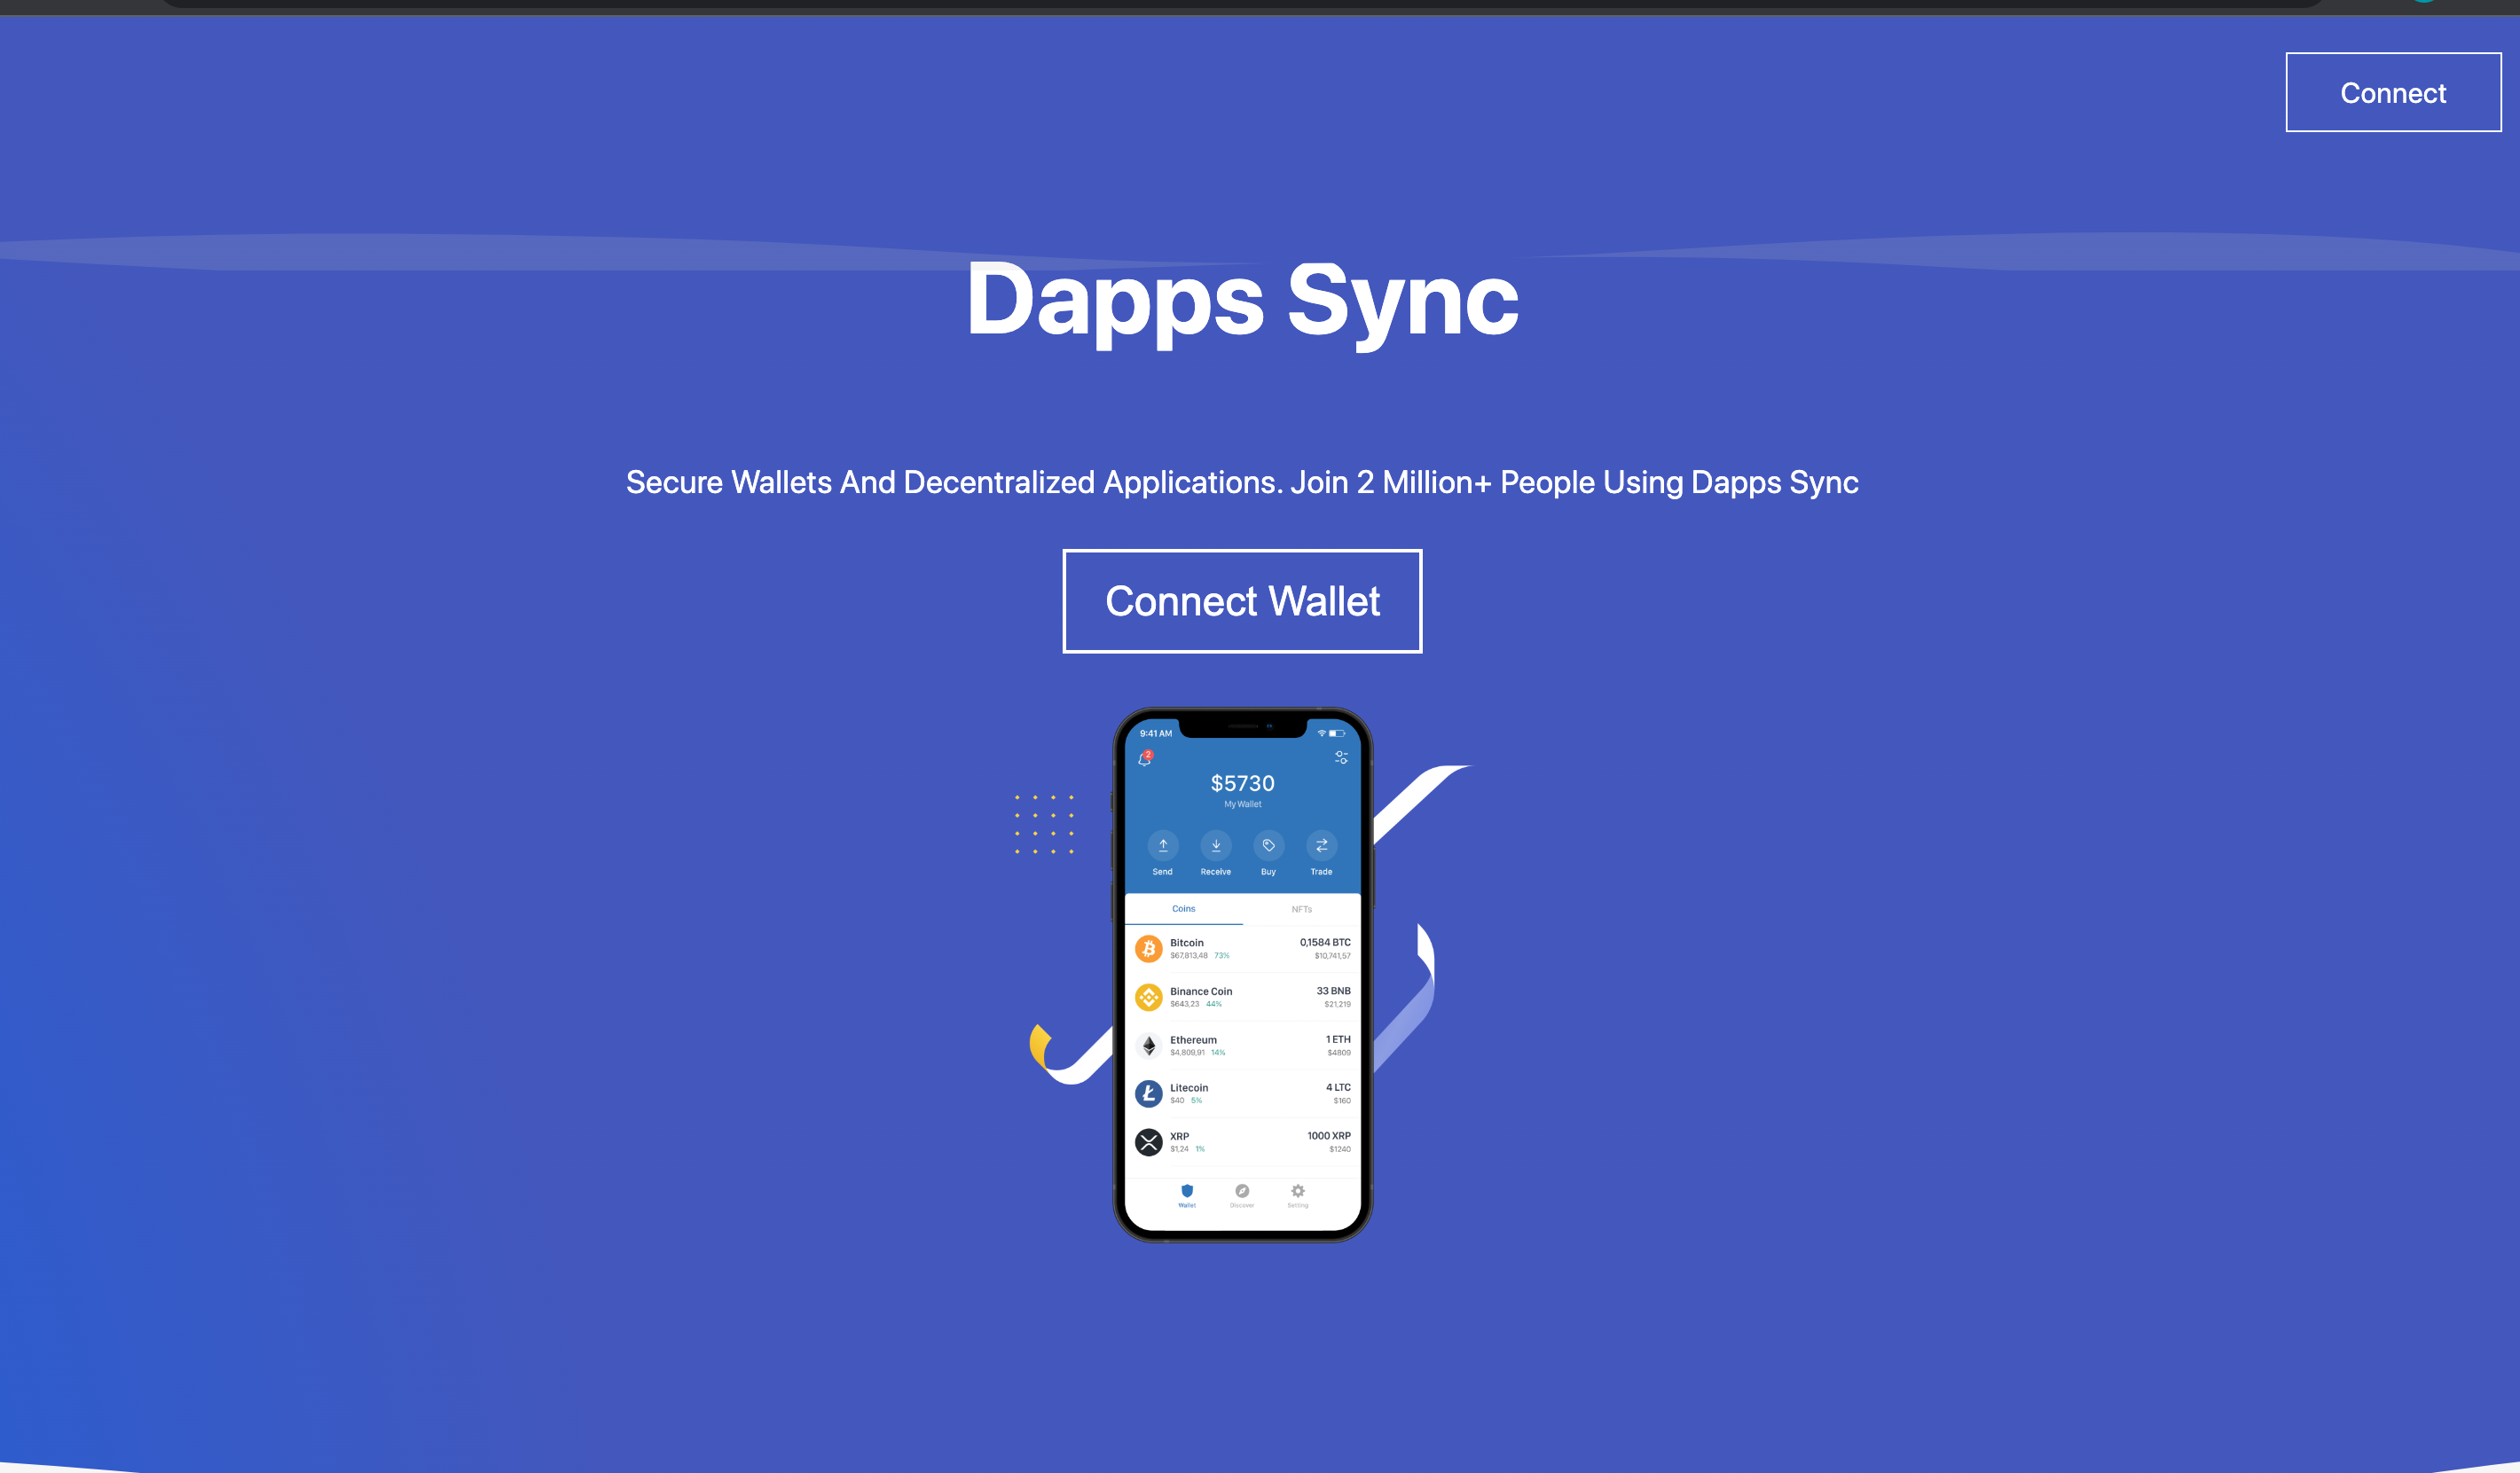 Connect
Dapps Sync
Secure Wallets And Decentralized Applications. Join 2 Million+ People Using Dapps Sync
Connect Wallet
9:41 AM
2
$5730
My Wallet
Send Receive Buy Trade
Coins NFTs
Bitcoin 0,1584 BTC
$67,813,48 73% $10,741,57
Binance Coin 33 BNB
$643,23 44% $21,219
Ethereum 1 ETH
$4,809,91 14% $4809
Litecoin 4 LTC
$40 5% $160
XRP 1000 XRP
$1,24 1% $1240
Wallet Discover Setting